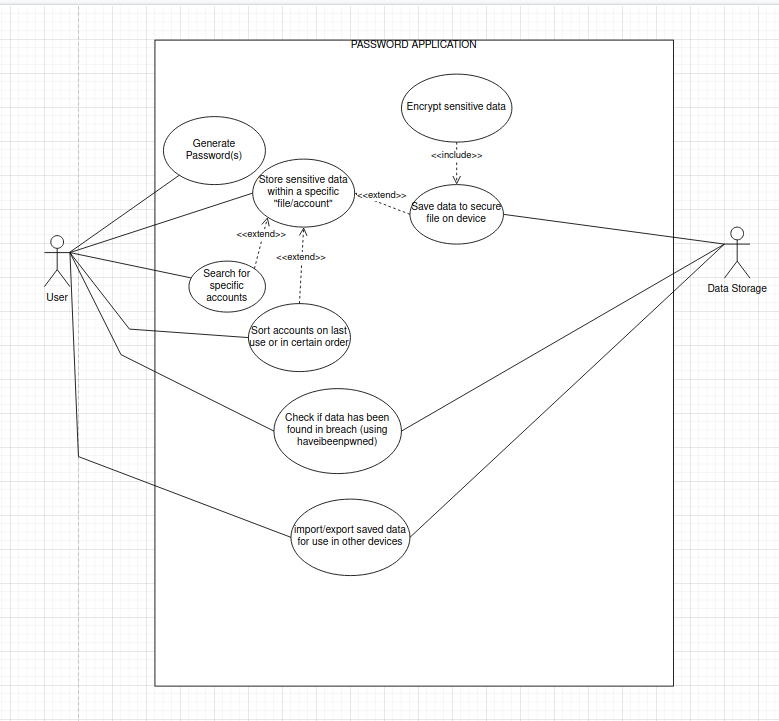 PASSWORD APPLICATION
Encrypt sensitive data
<<include>>
Generate
Password(s)
Store sensitive data
within a specific
"file/account"
<<extend>>
Save data to secure
file on device
<<extend>>
<<extend>>
Search for
specific
accounts
User
Data Storage
Sort accounts on last
use or in certain order
Check if data has been
found in breach (using
haveibeenpwned)
import/export saved data
for use in other devices